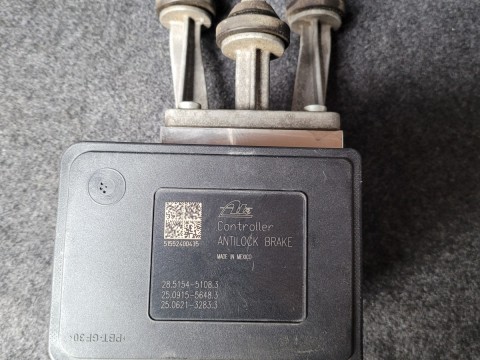 Ate
Controller
ANTILOCK BRAKE
MADE IN MEXICO
51552400435
28.5154-5108.3
25.0915-5648.3
25.0621-3283.3
>PBT-GF30<